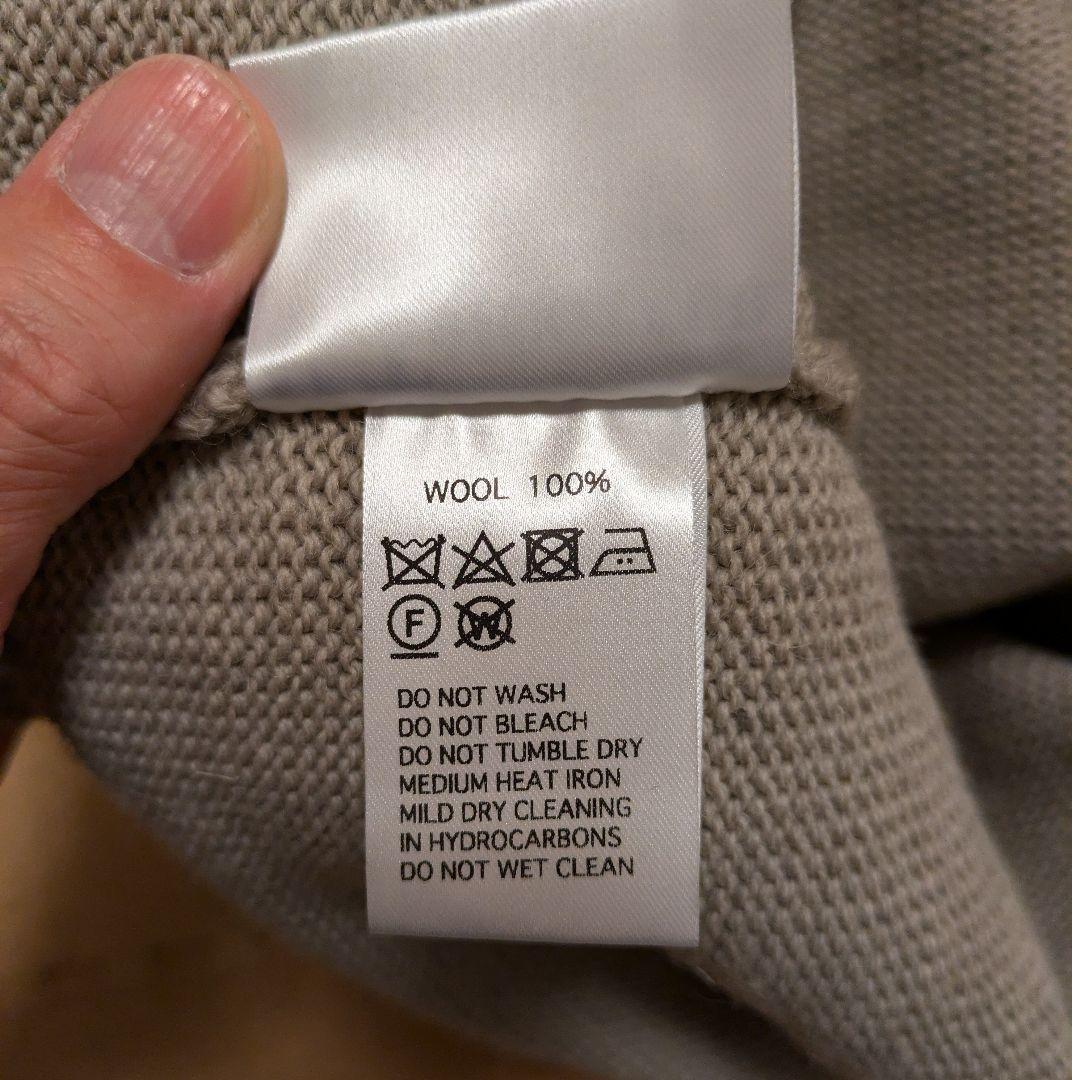 WOOL 100%
F W
DO NOT WASH
DO NOT BLEACH
DO NOT TUMBLE DRY
MEDIUM HEAT IRON
MILD DRY CLEANING
IN HYDROCARBONS
DO NOT WET CLEAN